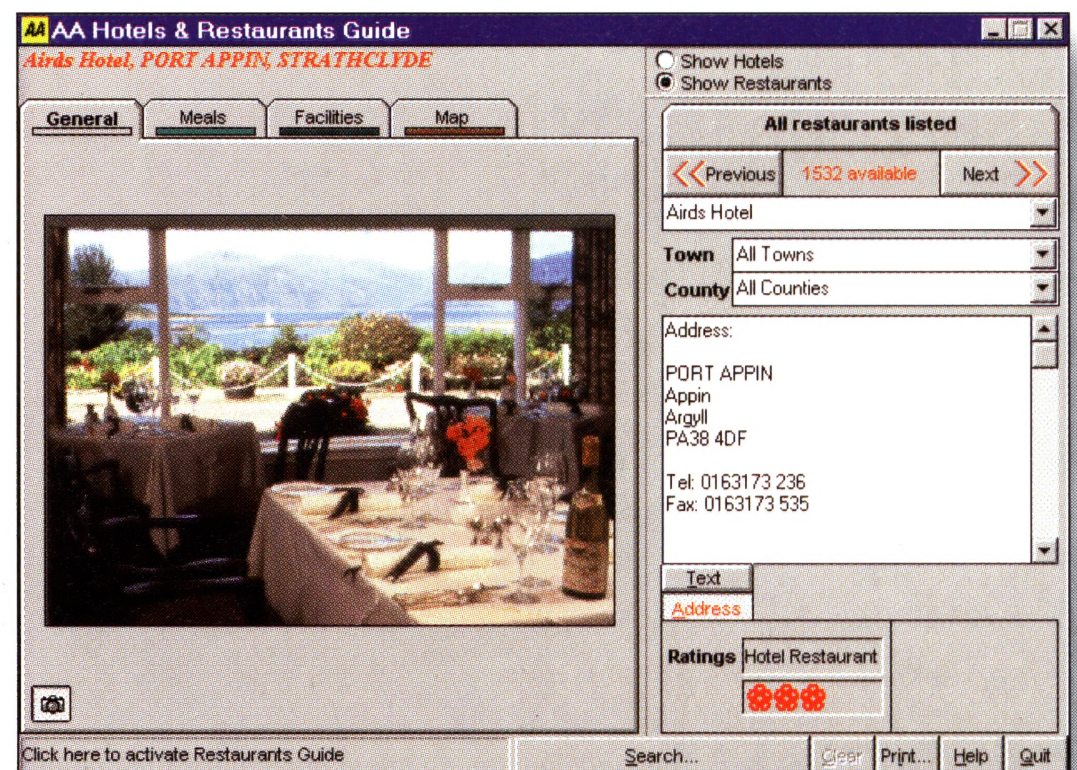 AA AA Hotels & Restaurants Guide
Airds Hotel, PORT APPIN, STRATHCLYDE
Show Hotels
Show Restaurants
General Meals Facilities Map
All restaurants listed
Previous 1532 available Next
Airds Hotel
Town All Towns
County All Counties
Address:
PORT APPIN
Appin
Argyll
PA38 4DF
Tel: 0163173 236
Fax: 0163173 535
Text
Address
Ratings Hotel Restaurant
Click here to activate Restaurants Guide Search... Clear Print... Help Quit